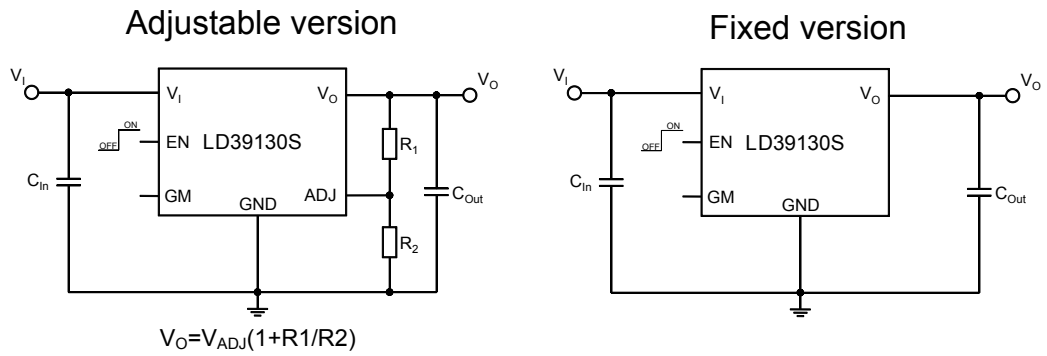 Adjustable version
V_I
V_O
V_I
V_O
ON
OFF
EN
LD39130S
R_1
C_In
GM
ADJ
C_Out
GND
R_2
V_O=V_ADJ(1+R1/R2)
Fixed version
V_I
V_O
V_I
V_O
ON
OFF
EN
LD39130S
C_In
GM
C_Out
GND